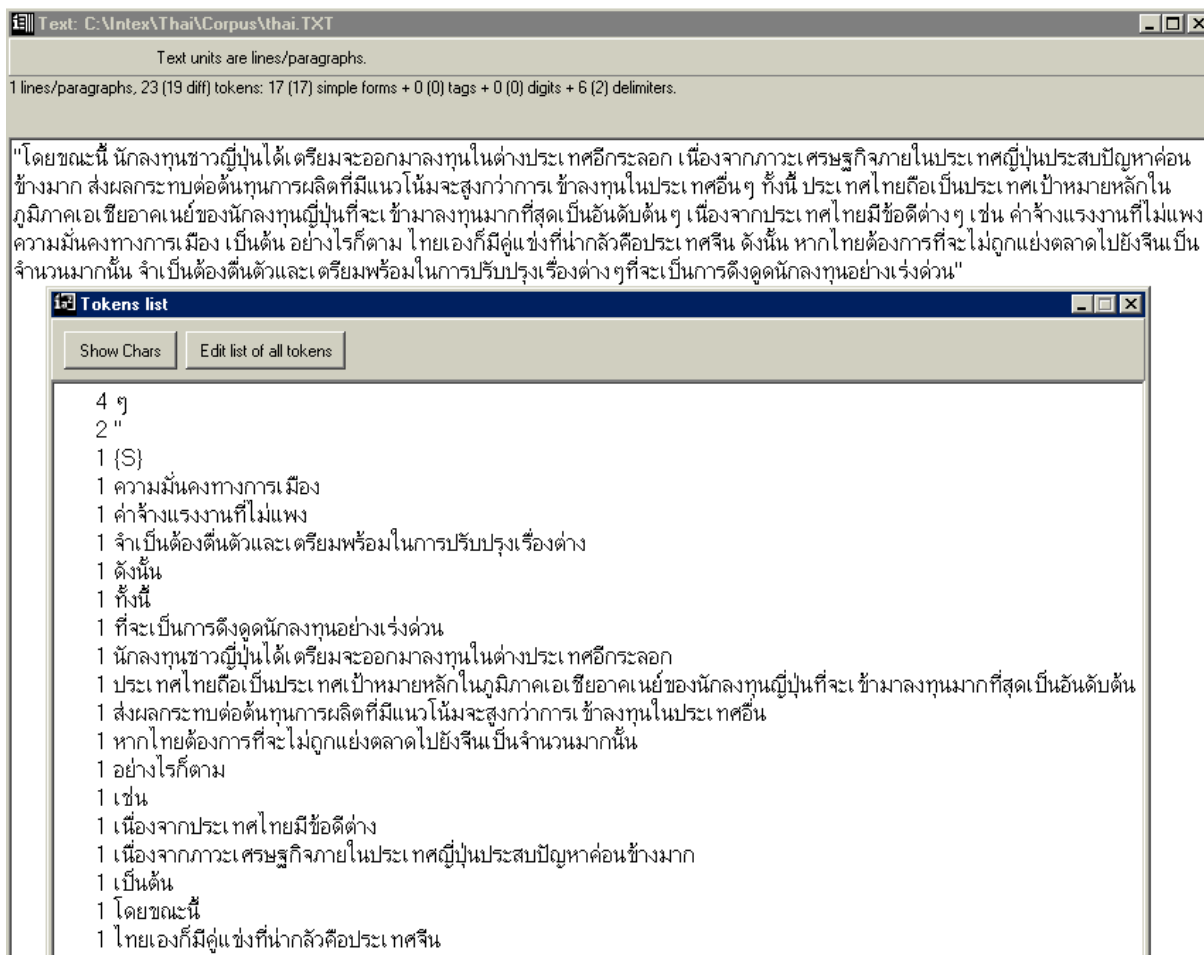 Text: C:\Intex\Thai\Corpus\thai.TXT
Text units are lines/paragraphs.
1 lines/paragraphs, 23 (19 diff) tokens: 17 (17) simple forms + 0 (0) tags + 0 (0) digits + 6 (2) delimiters.
"โดยขณะนี้ นักลงทุนชาวญี่ปุ่นได้เตรียมจะออกมาลงทุนในต่างประเทศอีกระลอก เนื่องจากภาวะเศรษฐกิจภายในประเทศญี่ปุ่นประสบปัญหาค่อน
ข้างมาก ส่งผลกระทบต่อต้นทุนการผลิตที่มีแนวโน้มจะสูงกว่าการเข้าลงทุนในประเทศอื่นๆ ทั้งนี้ ประเทศไทยถือเป็นประเทศเป้าหมายหลักใน
ภูมิภาคเอเชียอาคเนย์ของนักลงทุนญี่ปุ่นที่จะเข้ามาลงทุนมากที่สุดเป็นอันดับต้นๆ เนื่องจากประเทศไทยมีข้อดีต่างๆ เช่น ค่าจ้างแรงงานที่ไม่แพง
ความมั่นคงทางการเมือง เป็นต้น อย่างไรก็ตาม ไทยเองก็มีคู่แข่งที่น่ากลัวคือประเทศจีน ดังนั้น หากไทยต้องการที่จะไม่ถูกแย่งตลาดไปยังจีนเป็น
จำนวนมากนั้น จำเป็นต้องตื่นตัวและเตรียมพร้อมในการปรับปรุงเรื่องต่างๆที่จะเป็นการดึงดูดนักลงทุนอย่างเร่งด่วน"
Tokens list
Show Chars Edit list of all tokens
4 ๆ
2 "
1 {S}
1 ความมั่นคงทางการเมือง
1 ค่าจ้างแรงงานที่ไม่แพง
1 จำเป็นต้องตื่นตัวและเตรียมพร้อมในการปรับปรุงเรื่องต่าง
1 ดังนั้น
1 ทั้งนี้
1 ที่จะเป็นการดึงดูดนักลงทุนอย่างเร่งด่วน
1 นักลงทุนชาวญี่ปุ่นได้เตรียมจะออกมาลงทุนในต่างประเทศอีกระลอก
1 ประเทศไทยถือเป็นประเทศเป้าหมายหลักในภูมิภาคเอเชียอาคเนย์ของนักลงทุนญี่ปุ่นที่จะเข้ามาลงทุนมากที่สุดเป็นอันดับต้น
1 ส่งผลกระทบต่อต้นทุนการผลิตที่มีแนวโน้มจะสูงกว่าการเข้าลงทุนในประเทศอื่น
1 หากไทยต้องการที่จะไม่ถูกแย่งตลาดไปยังจีนเป็นจำนวนมากนั้น
1 อย่างไรก็ตาม
1 เช่น
1 เนื่องจากประเทศไทยมีข้อดีต่าง
1 เนื่องจากภาวะเศรษฐกิจภายในประเทศญี่ปุ่นประสบปัญหาค่อนข้างมาก
1 เป็นต้น
1 โดยขณะนี้
1 ไทยเองก็มีคู่แข่งที่น่ากลัวคือประเทศจีน